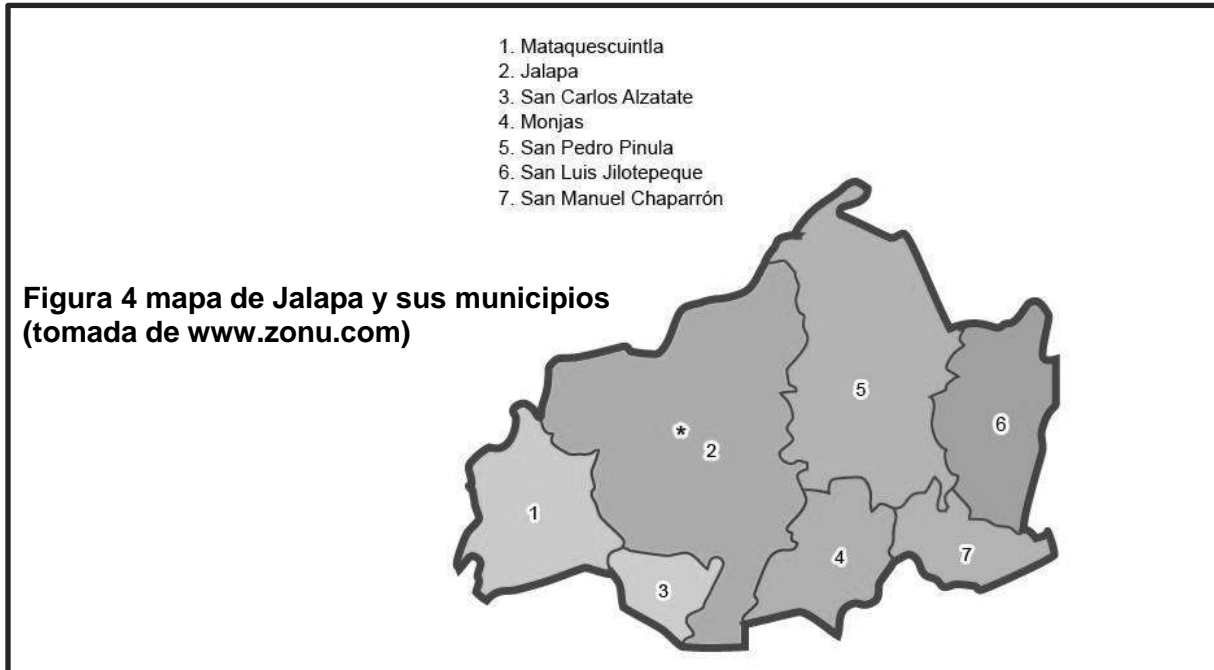 1. Mataquescuintla
2. Jalapa
3. San Carlos Alzatate
4. Monjas
5. San Pedro Pinula
6. San Luis Jilotepeque
7. San Manuel Chaparrón
Figura 4 mapa de Jalapa y sus municipios
(tomada de www.zonu.com)
5
6
* 2
1
4
7
3